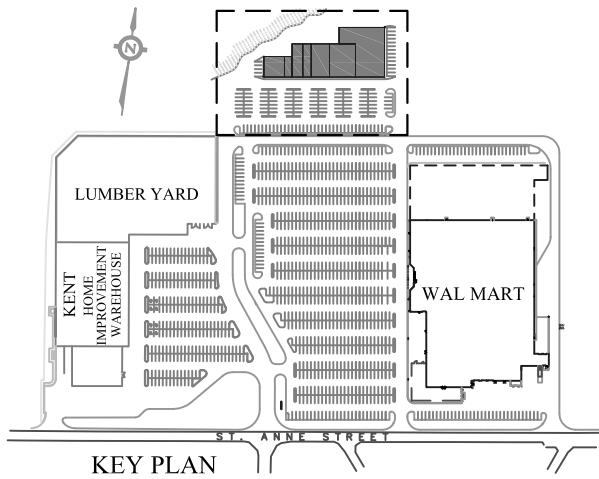 N
LUMBER YARD
KENT
HOME
IMPROVEMENT
WAREHOUSE
WAL MART
ST. ANNE STREET
KEY PLAN